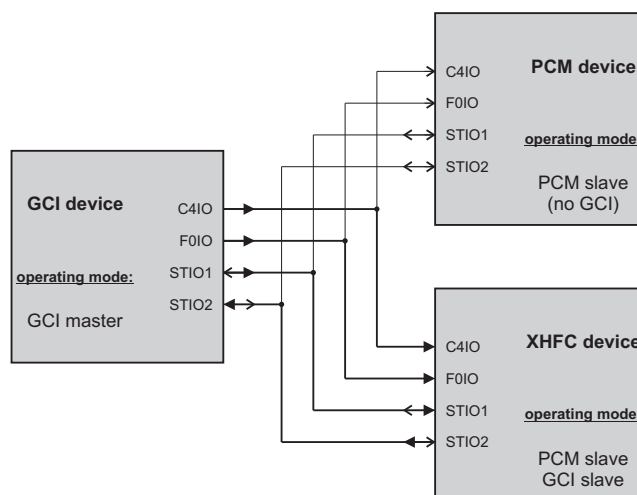 C4IO
PCM device
F0IO
STIO1
operating mode
STIO2
PCM slave
(no GCI)
GCI device
C4IO
F0IO
operating mode:
STIO1
GCI master
STIO2
C4IO
XHFC device
F0IO
STIO1
operating mode
STIO2
PCM slave
GCI slave